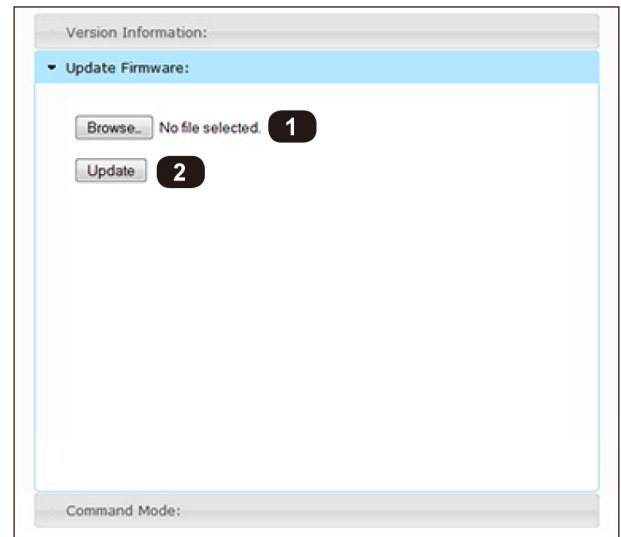 Version Information:
Update Firmware:
Browse... No file selected. 1
Update 2
Command Mode: